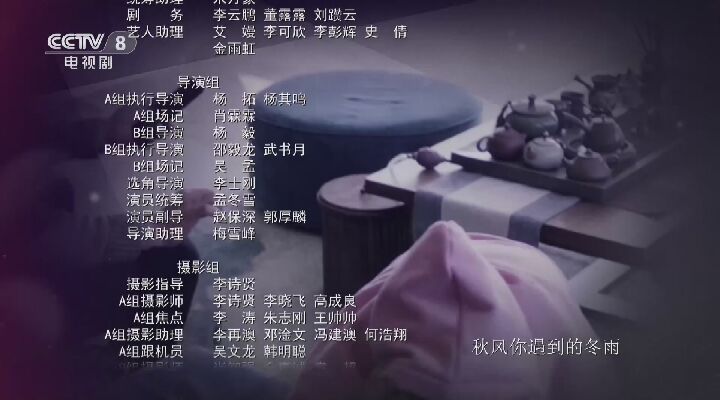 CCTV 8
电视剧
剧 务 李云鹏 董露露 刘躜云
艺人助理 艾 嫚 李可欣 李彭辉 史 倩
金雨虹
导演组
A组执行导演 杨 拓 杨其鸣
A组场记 肖霖霖
B组导演 杨 毅
B组执行导演 邵毅龙 武书月
B组场记 吴 孟
选角导演 李士刚
演员统筹 孟冬雪
演员副导 赵保深 郭厚麟
导演助理 梅雪峰
摄影组
摄影指导 李诗贤
A组摄影师 李诗贤 李晓飞 高成良
A组焦点 李 涛 朱志刚 王帅帅
A组摄影助理 李再澳 邓淦文 冯建澳 何浩翔
A组跟机员 吴文龙 韩明聪
秋风你遇到的冬雨